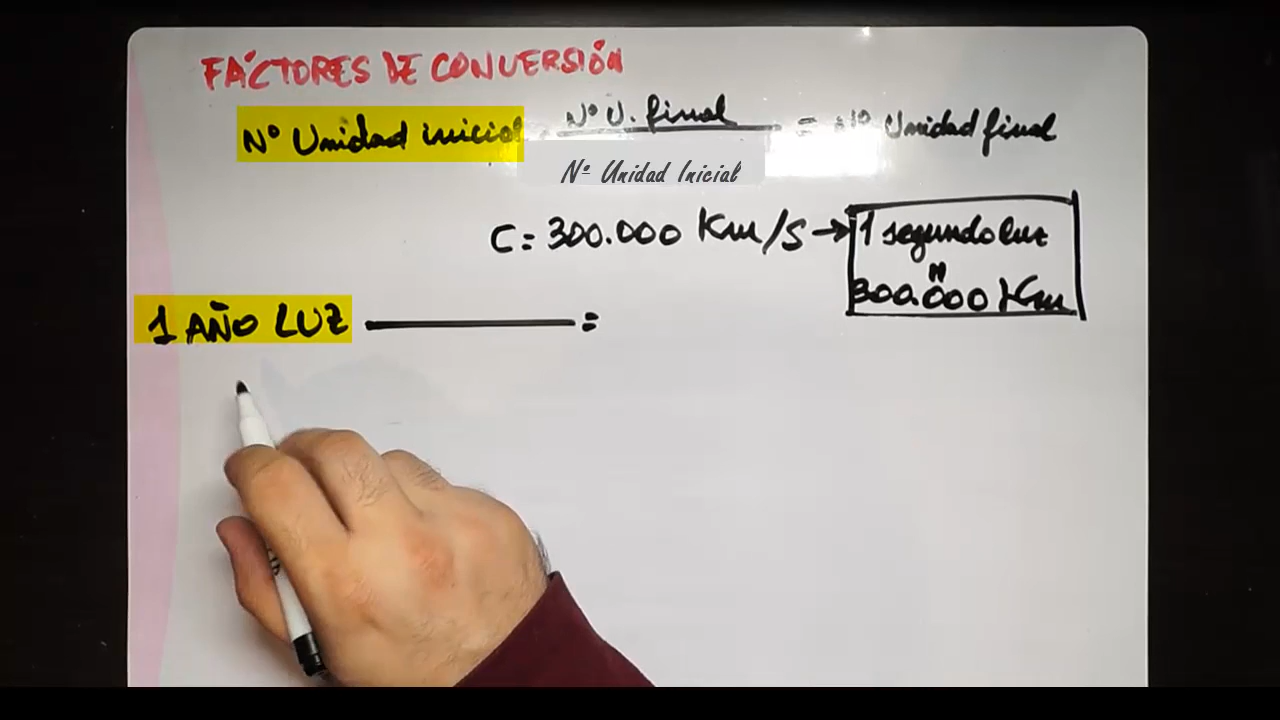 FÁCTORES DE CONVERSIÓN
Nº Unidad inicial · Nº U. final = Nº Unidad final
Nº Unidad Inicial
C = 300.000 Km/S → 1 segundo luz
"
300.000 Km
1 AÑO LUZ =